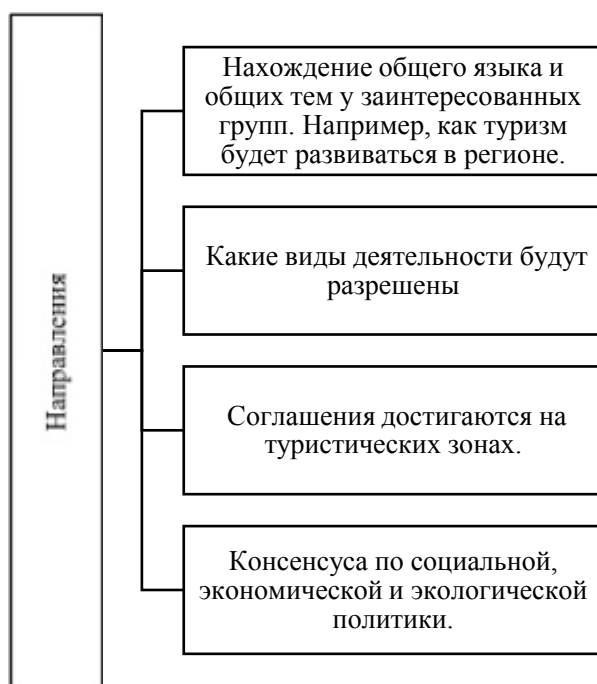 Направления
Нахождение общего языка и
общих тем у заинтересованных
групп. Например, как туризм
будет развиваться в регионе.
Какие виды деятельности будут
разрешены
Соглашения достигаются на
туристических зонах.
Консенсуса по социальной,
экономической и экологической
политики.